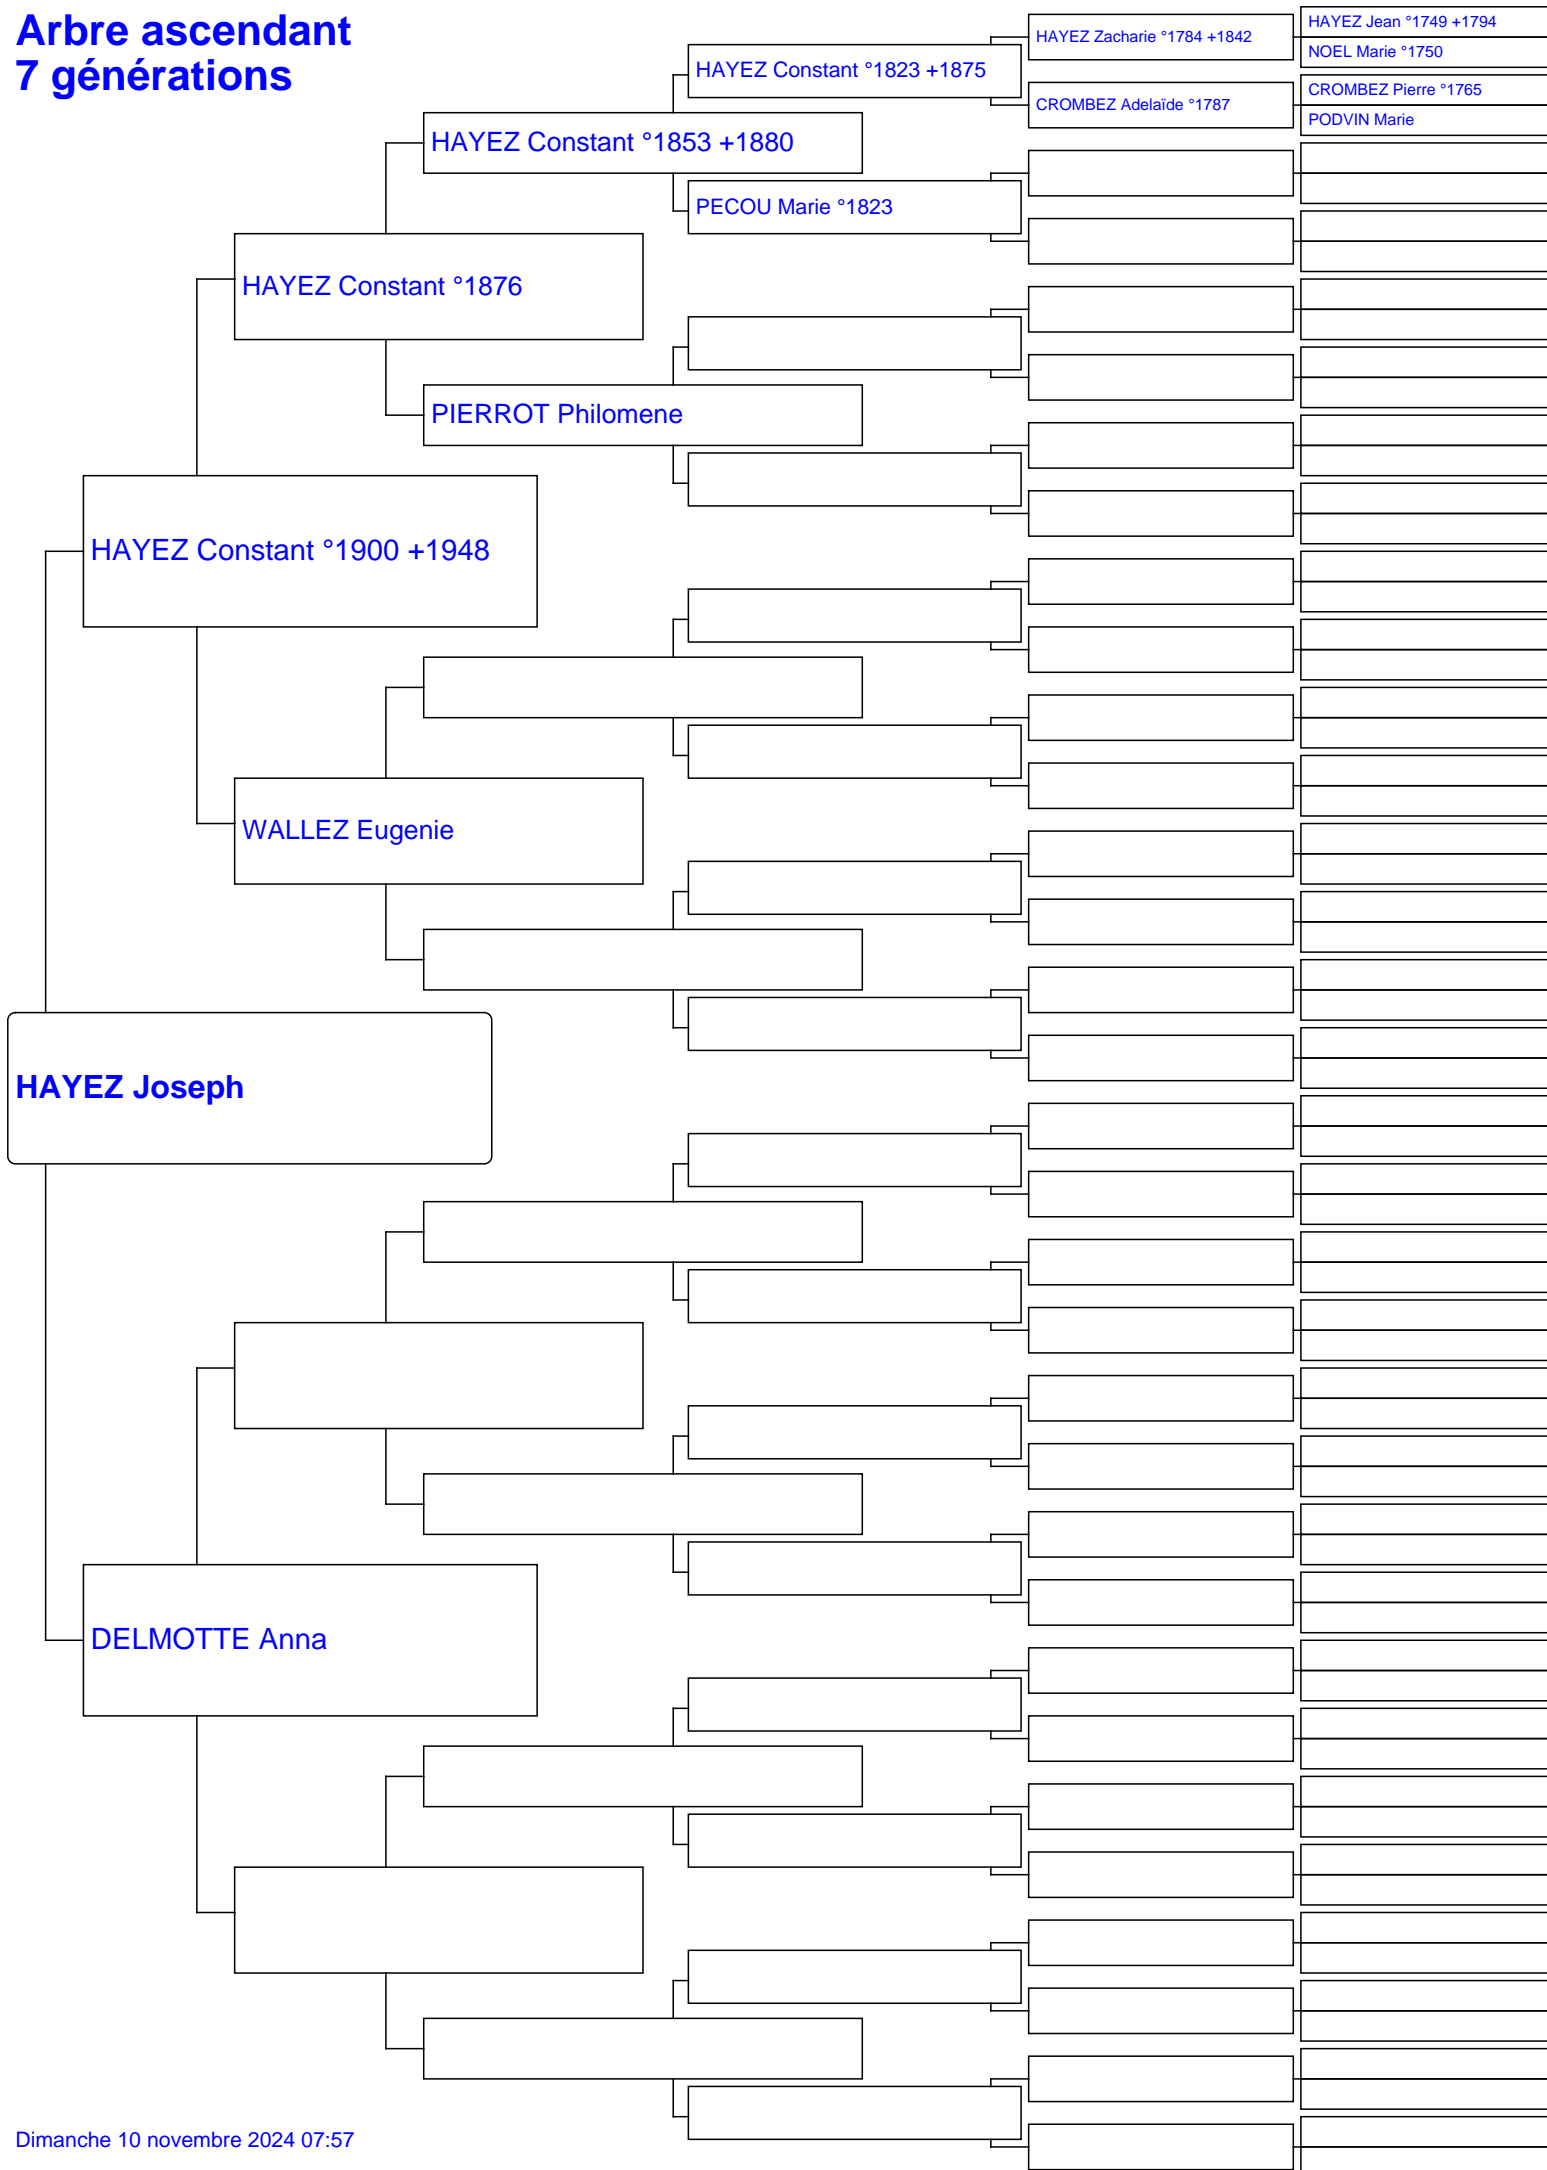 Arbre ascendant
7 générations
HAYEZ Jean °1749 +1794
HAYEZ Zacharie °1784 +1842
NOEL Marie °1750
HAYEZ Constant °1823 +1875
CROMBEZ Pierre °1765
CROMBEZ Adelaïde °1787
PODVIN Marie
HAYEZ Constant °1853 +1880
PECOU Marie °1823
HAYEZ Constant °1876
PIERROT Philomene
HAYEZ Constant °1900 +1948
WALLEZ Eugenie
HAYEZ Joseph
DELMOTTE Anna
Dimanche 10 novembre 2024 07:57